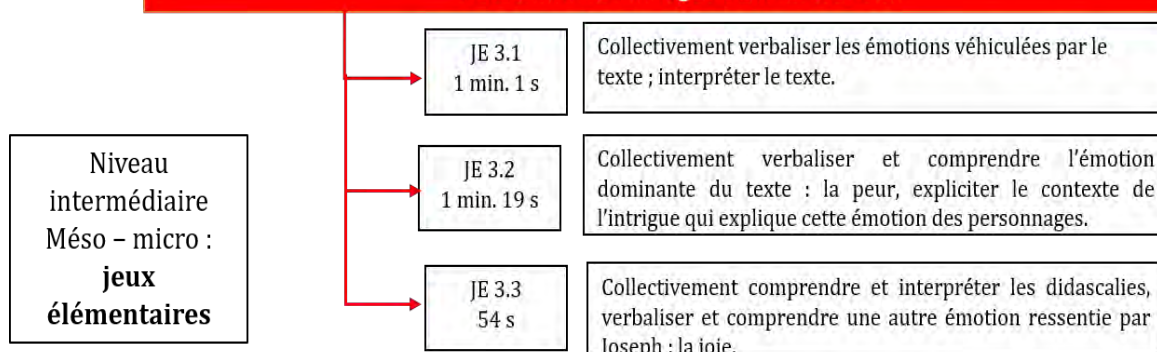 JE 3.1
1 min. 1 s
Collectivement verbaliser les émotions véhiculées par le
texte ; interpréter le texte.
Niveau
intermédiaire
Méso – micro :
jeux
élémentaires
JE 3.2
1 min. 19 s
Collectivement verbaliser et comprendre l'émotion
dominante du texte : la peur, expliciter le contexte de
l'intrigue qui explique cette émotion des personnages.
JE 3.3
54 s
Collectivement comprendre et interpréter les didascalies,
verbaliser et comprendre une autre émotion ressentie par
Joseph : la joie.